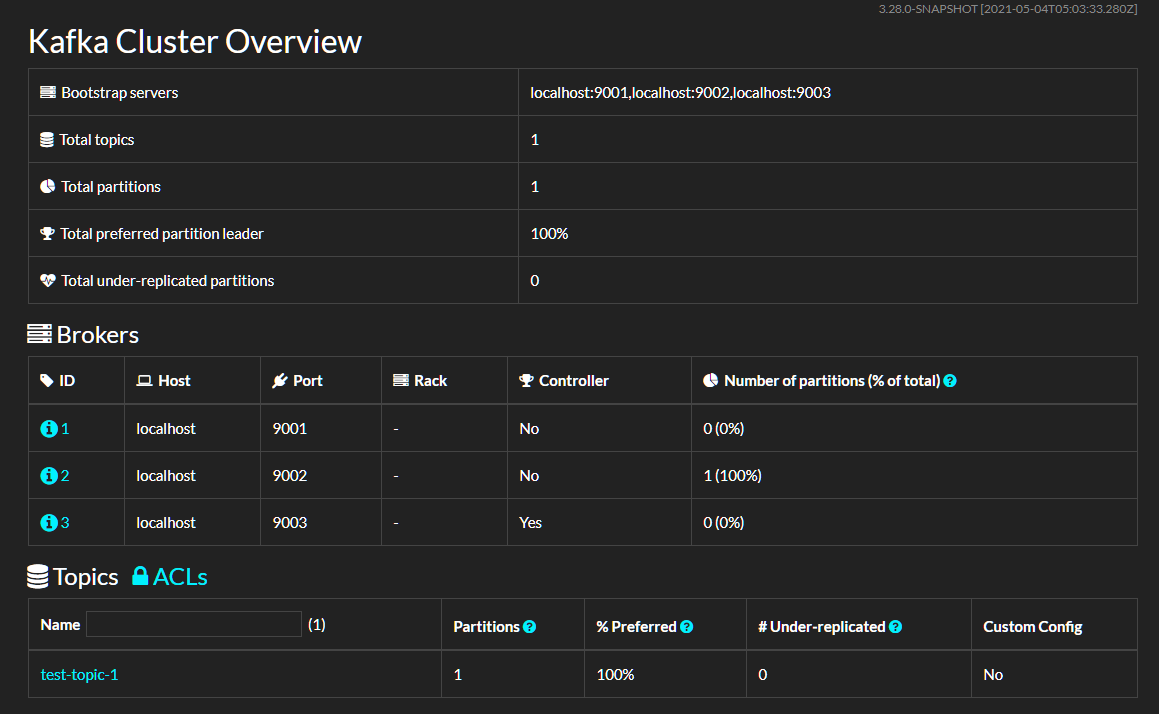 3.28.0-SNAPSHOT [2021-05-04T05:03:33.280Z]
Kafka Cluster Overview
Bootstrap servers localhost:9001,localhost:9002,localhost:9003
Total topics 1
Total partitions 1
Total preferred partition leader 100%
Total under-replicated partitions 0
Brokers
ID Host Port Rack Controller Number of partitions (% of total)
1 localhost 9001 - No 0 (0%)
2 localhost 9002 - No 1 (100%)
3 localhost 9003 - Yes 0 (0%)
Topics ACLs
Name (1) Partitions % Preferred # Under-replicated Custom Config
test-topic-1 1 100% 0 No